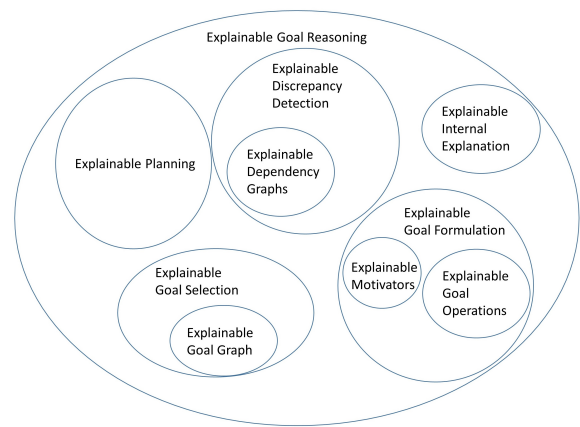 Explainable Goal Reasoning
Explainable
Discrepancy
Detection
Explainable
Internal
Explanation
Explainable Planning
Explainable
Dependency
Graphs
Explainable
Goal Formulation
Explainable
Motivators
Explainable
Goal
Operations
Explainable
Goal Selection
Explainable
Goal Graph